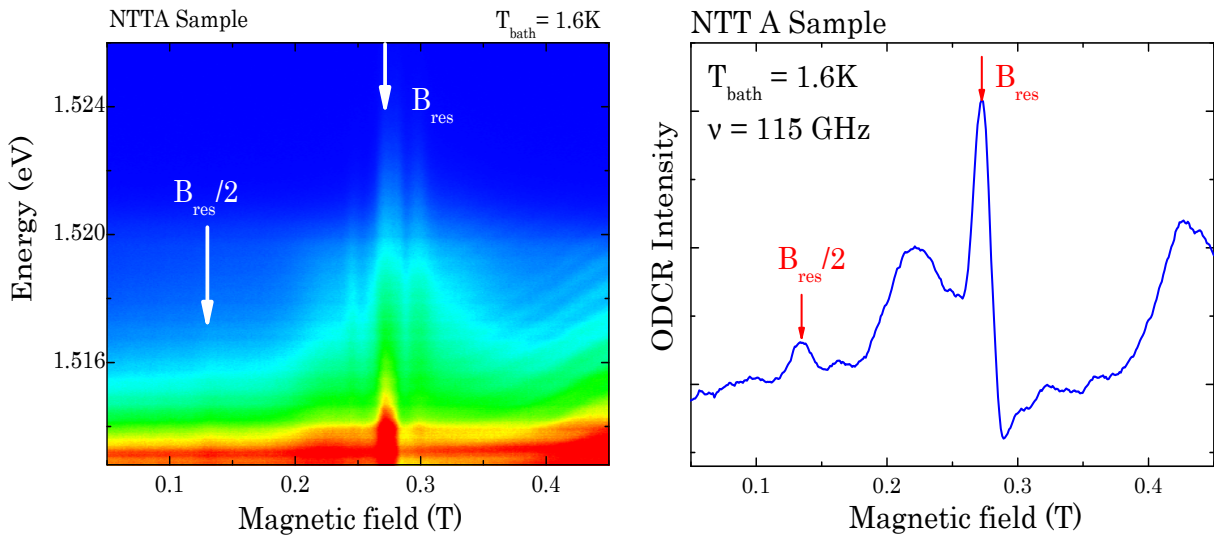 NTTA Sample
T_bath = 1.6K
B_res
B_res/2
1.524
1.520
1.516
Energy (eV)
0.1 0.2 0.3 0.4
Magnetic field (T)
NTT A Sample
T_bath = 1.6K
ν = 115 GHz
B_res
B_res/2
ODCR Intensity
0.1 0.2 0.3 0.4
Magnetic field (T)